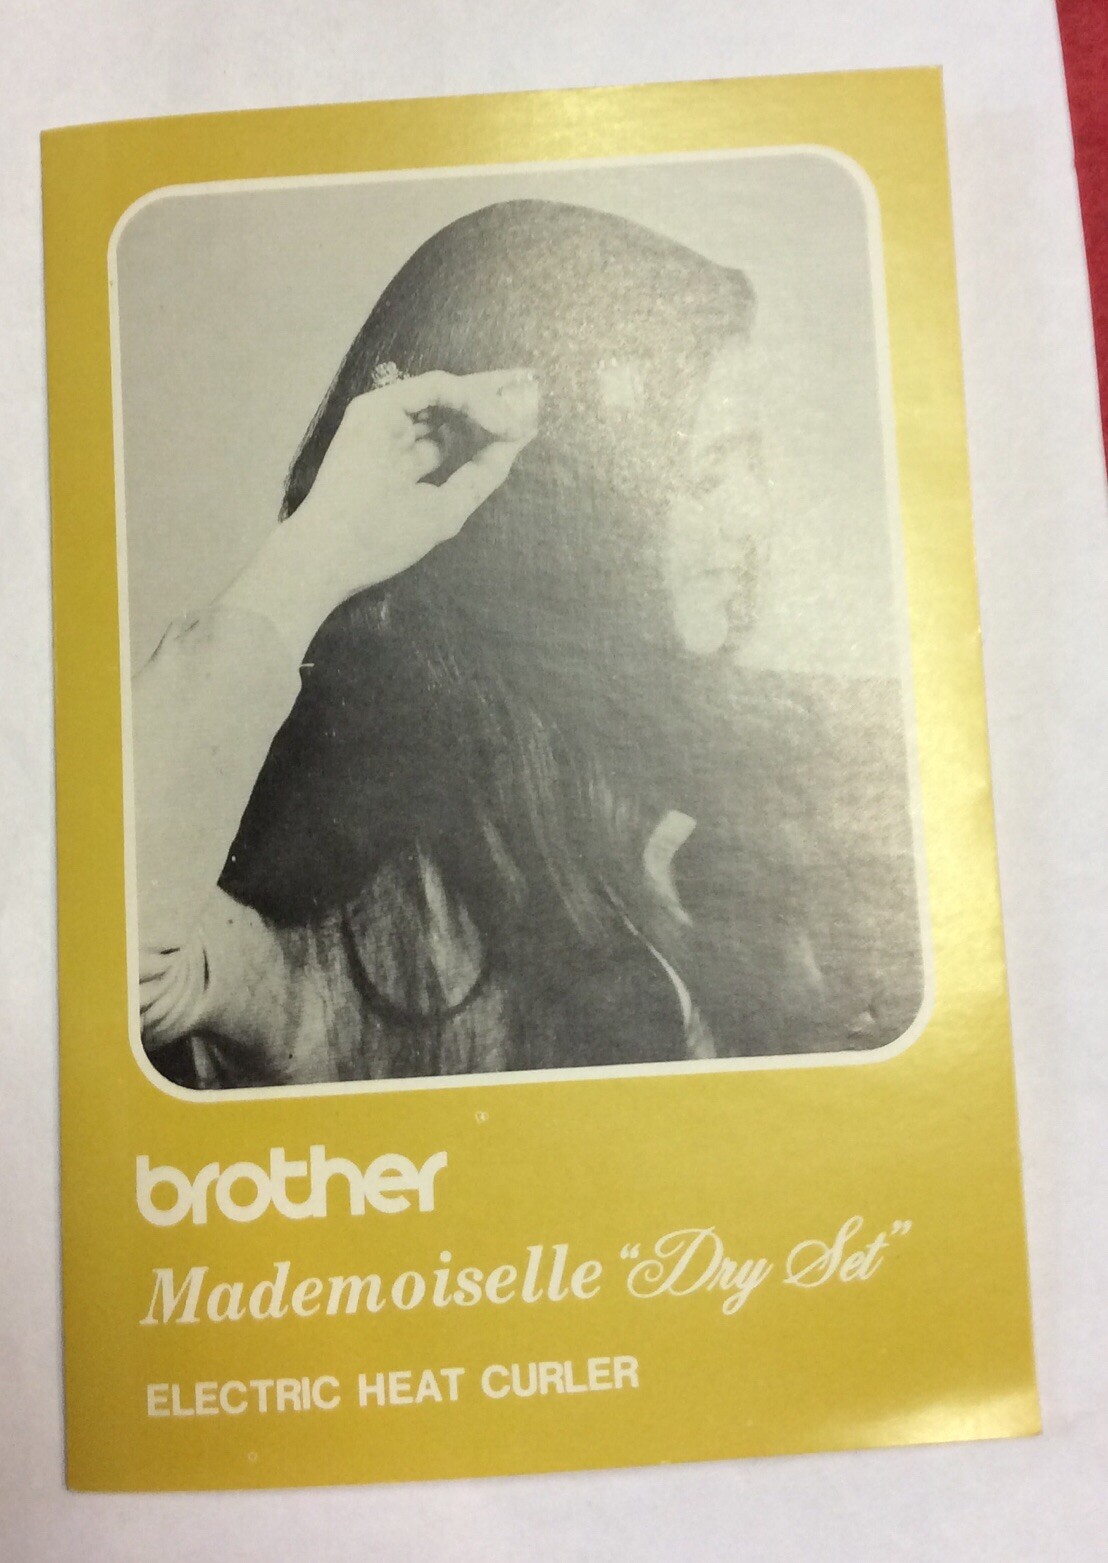 brother
Mademoiselle “Dry Set”
ELECTRIC HEAT CURLER